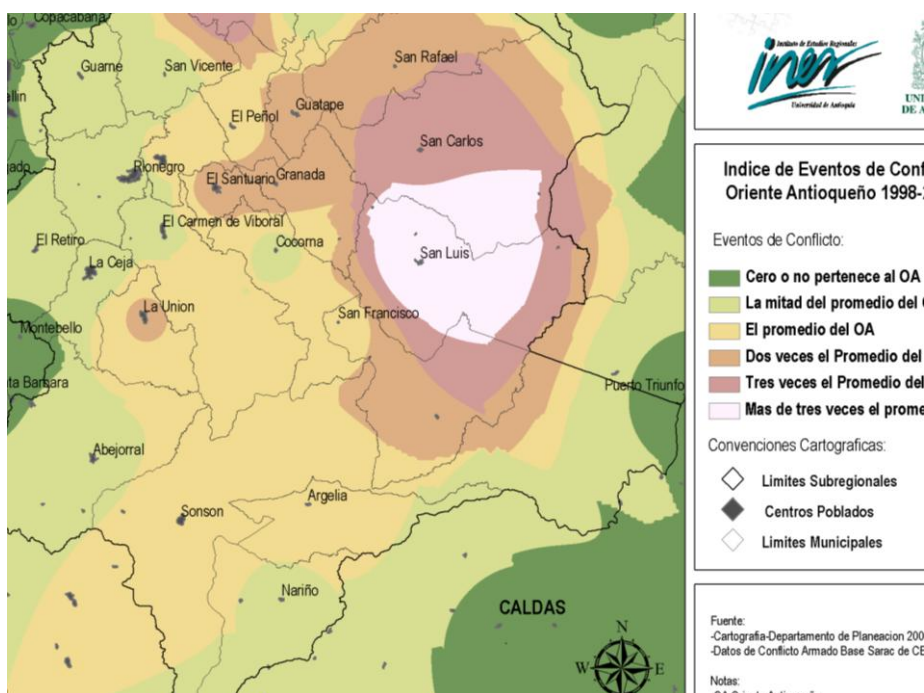 Copacabana
Guarne
San Vicente
San Rafael
El Peñol
Guatape
San Carlos
Rionegro
El Santuario
Granada
El Carmen de Viboral
El Retiro
Cocorna
San Luis
La Ceja
La Union
San Francisco
Montebello
Barbara
Puerto Triunfo
Abejorral
Argelia
Sonson
Nariño
CALDAS
N
W
E
Instituto de Estudios Regionales
iner
Universidad de Antioquia
UNI
DE A
Indice de Eventos de Conf
Oriente Antioqueño 1998-
Eventos de Conflicto:
Cero o no pertenece al OA
La mitad del promedio del
El promedio del OA
Dos veces el Promedio del
Tres veces el Promedio del
Mas de tres veces el prome
Convenciones Cartograficas:
Limites Subregionales
Centros Poblados
Limites Municipales
Fuente:
-Cartografia-Departamento de Planeacion 200
-Datos de Conflicto Armado Base Sarac de CE
Notas: